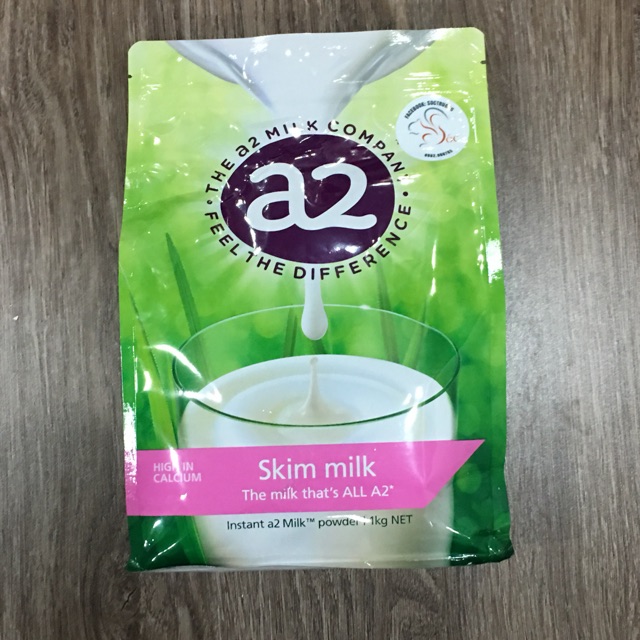 THE a2 MILK COMPANY
a2
FEEL THE DIFFERENCE
HIGH IN
CALCIUM
Skim milk
The milk that's ALL A2*
Instant a2 Milk™ powder 1kg NET